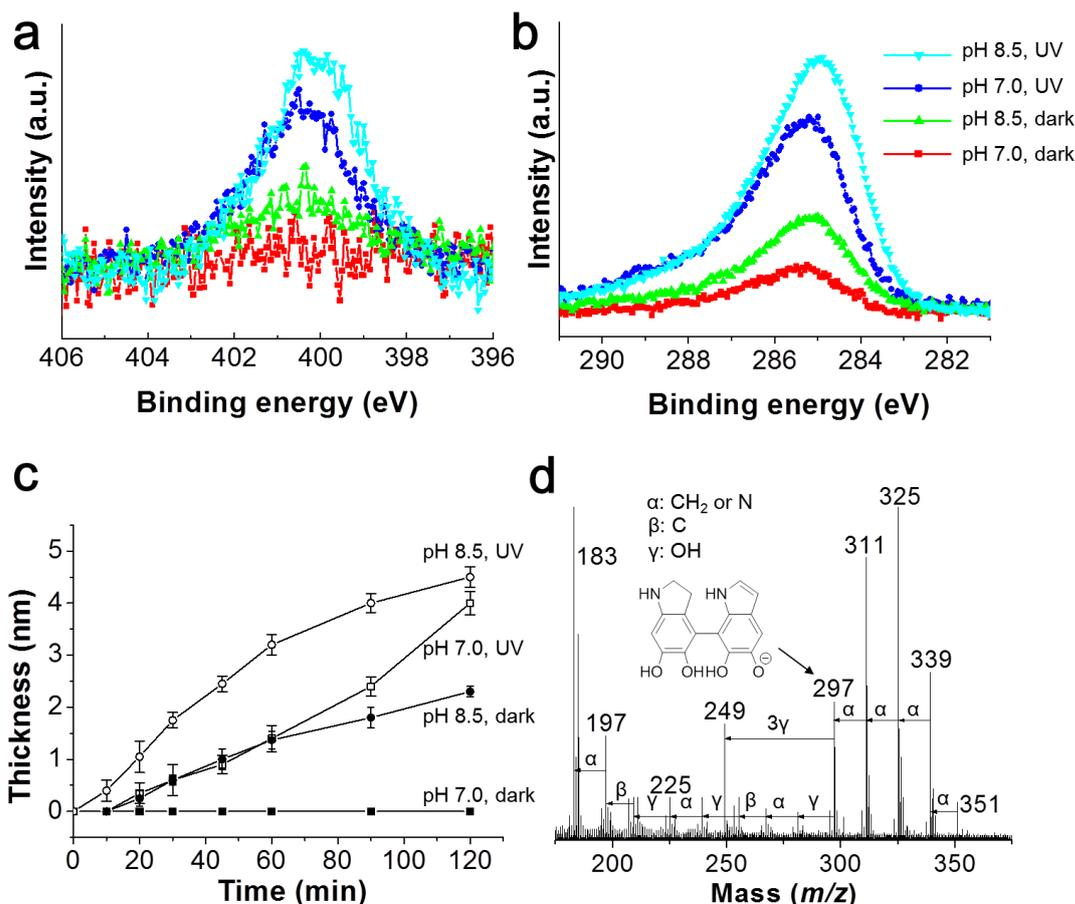 a
Intensity (a.u.)
406 404 402 400 398 396
Binding energy (eV)
b
Intensity (a.u.)
pH 8.5, UV
pH 7.0, UV
pH 8.5, dark
pH 7.0, dark
290 288 286 284 282
Binding energy (eV)
c
Thickness (nm)
5
4
3
2
1
0
pH 8.5, UV
pH 7.0, UV
pH 8.5, dark
pH 7.0, dark
0 20 40 60 80 100 120
Time (min)
d
α: CH₂ or N
β: C
γ: OH
325
311
183
339
297
249
197
225
351
HN HN
HO OH HO O⊖
α α α
3γ
α
β γ α γ β α γ
α
200 250 300 350
Mass (m/z)